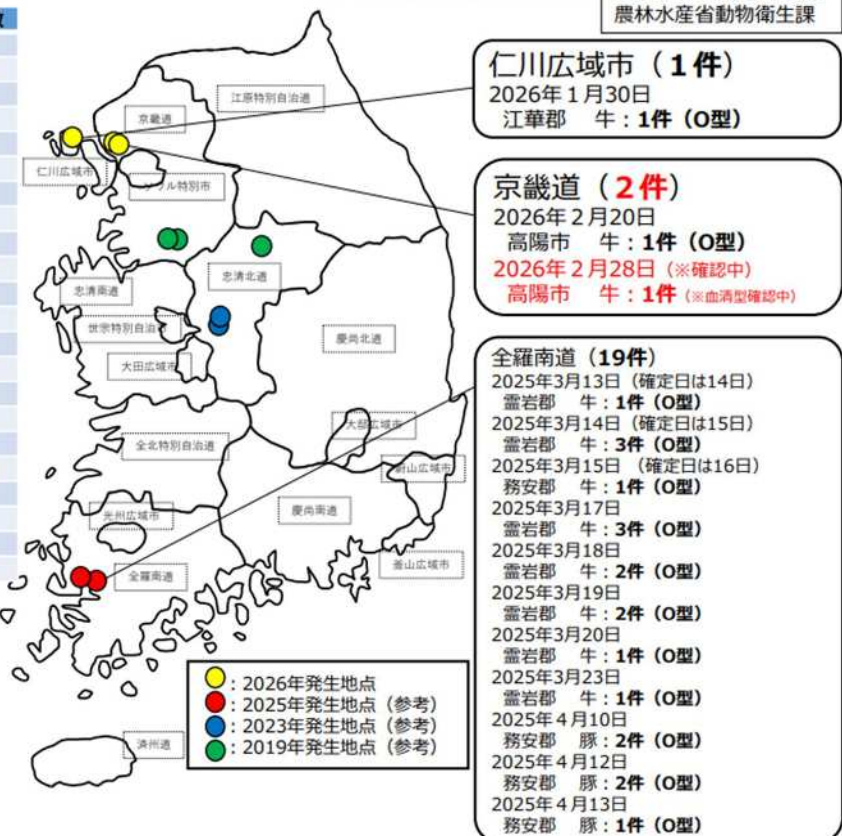 数
農林水産省動物衛生課
仁川広域市（1件）
2026年1月30日
江華郡　牛：1件（O型）
京畿道（2件）
2026年2月20日
高陽市　牛：1件（O型）
2026年2月28日（※確認中）
高陽市　牛：1件（※血清型確認中）
全羅南道（19件）
2025年3月13日（確定日は14日）
霊岩郡　牛：1件（O型）
2025年3月14日（確定日は15日）
霊岩郡　牛：3件（O型）
2025年3月15日（確定日は16日）
務安郡　牛：1件（O型）
2025年3月17日
霊岩郡　牛：3件（O型）
2025年3月18日
霊岩郡　牛：2件（O型）
2025年3月19日
霊岩郡　牛：2件（O型）
2025年3月20日
霊岩郡　牛：1件（O型）
2025年3月23日
霊岩郡　牛：1件（O型）
2025年4月10日
務安郡　豚：2件（O型）
2025年4月12日
務安郡　豚：2件（O型）
2025年4月13日
務安郡　豚：1件（O型）
江原特別自治道
京畿道
仁川広域市
ソウル特別市
忠清北道
忠清南道
世宗特別自治市
大田広域市
慶尚北道
大邱広域市
全北特別自治道
蔚山広域市
光州広域市
慶尚南道
釜山広域市
全羅南道
済州道
：2026年発生地点
：2025年発生地点（参考）
：2023年発生地点（参考）
：2019年発生地点（参考）